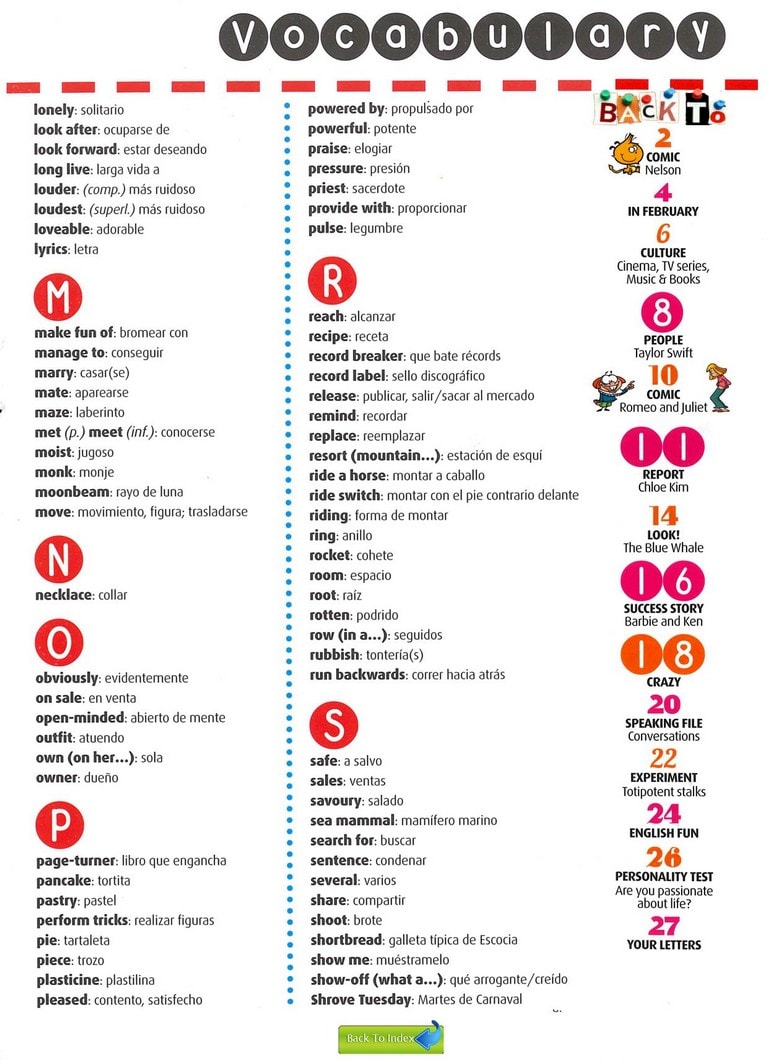 Vocabulary
lonely: solitario
look after: ocuparse de
look forward: estar deseando
long live: larga vida a
louder: (comp.) más ruidoso
loudest: (superl.) más ruidoso
loveable: adorable
lyrics: letra
M
make fun of: bromear con
manage to: conseguir
marry: casar(se)
mate: aparearse
maze: laberinto
met (p.) meet (inf.): conocerse
moist: jugoso
monk: monje
moonbeam: rayo de luna
move: movimiento, figura; trasladarse
N
necklace: collar
O
obviously: evidentemente
on sale: en venta
open-minded: abierto de mente
outfit: atuendo
own (on her...): sola
owner: dueño
P
page-turner: libro que engancha
pancake: tortita
pastry: pastel
perform tricks: realizar figuras
pie: tartaleta
piece: trozo
plasticine: plastilina
pleased: contento, satisfecho
powered by: propulsado por
powerful: potente
praise: elogiar
pressure: presión
priest: sacerdote
provide with: proporcionar
pulse: legumbre
R
reach: alcanzar
recipe: receta
record breaker: que bate récords
record label: sello discográfico
release: publicar, salir/sacar al mercado
remind: recordar
replace: reemplazar
resort (mountain...): estación de esquí
ride a horse: montar a caballo
ride switch: montar con el pie contrario delante
riding: forma de montar
ring: anillo
rocket: cohete
room: espacio
root: raíz
rotten: podrido
row (in a...): seguidos
rubbish: tontería(s)
run backwards: correr hacia atrás
S
safe: a salvo
sales: ventas
savoury: salado
sea mammal: mamífero marino
search for: buscar
sentence: condenar
several: varios
share: compartir
shoot: brote
shortbread: galleta típica de Escocia
show me: muéstramelo
show-off (what a...): qué arrogante/creído
Shrove Tuesday: Martes de Carnaval
BACK To
2
COMIC
Nelson
4
IN FEBRUARY
6
CULTURE
Cinema, TV series,
Music & Books
8
PEOPLE
Taylor Swift
10
COMIC
Romeo and Juliet
11
REPORT
Chloe Kim
14
LOOK!
The Blue Whale
16
SUCCESS STORY
Barbie and Ken
18
CRAZY
20
SPEAKING FILE
Conversations
22
EXPERIMENT
Totipotent stalks
24
ENGLISH FUN
26
PERSONALITY TEST
Are you passionate
about life?
27
YOUR LETTERS
Back To Index